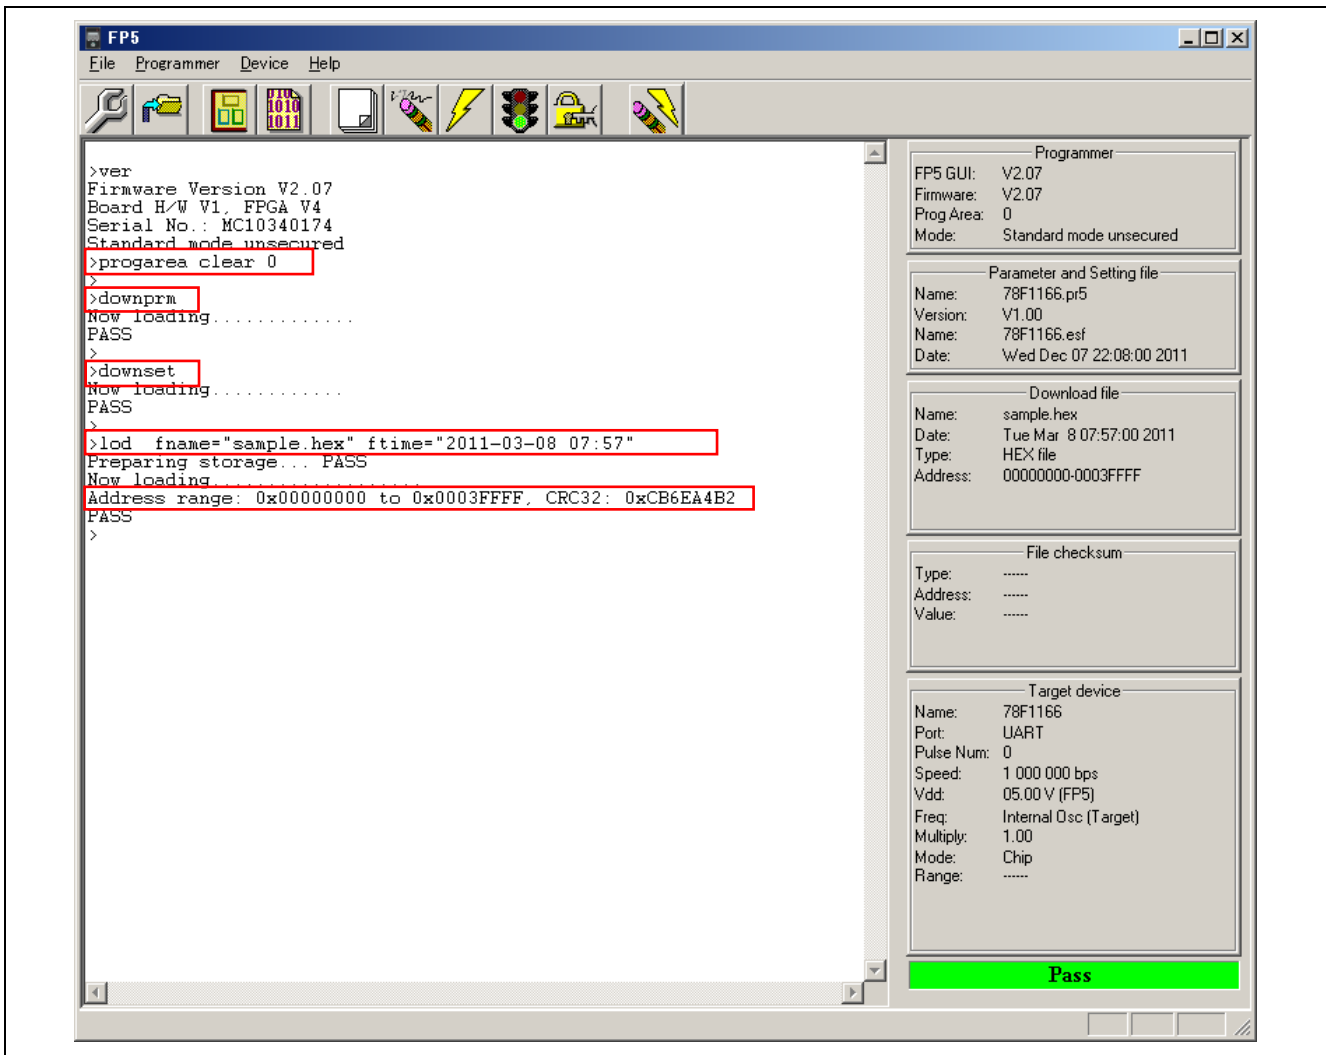 FP5
File Programmer Device Help
>ver
Firmware Version V2.07
Board H/W V1, FPGA V4
Serial No.: MC10340174
Standard mode unsecured
>progarea clear 0
>
>downprm
Now loading.............
PASS
>
>downset
Now loading............
PASS
>
>lod  fname="sample.hex" ftime="2011-03-08 07:57"
Preparing storage... PASS
Now loading...................
Address range: 0x00000000 to 0x0003FFFF, CRC32: 0xCB6EA4B2
PASS
>
Programmer
FP5 GUI: V2.07
Firmware: V2.07
Prog Area: 0
Mode: Standard mode unsecured
Parameter and Setting file
Name: 78F1166.pr5
Version: V1.00
Name: 78F1166.esf
Date: Wed Dec 07 22:08:00 2011
Download file
Name: sample.hex
Date: Tue Mar  8 07:57:00 2011
Type: HEX file
Address: 00000000-0003FFFF
File checksum
Type: ------
Address: ------
Value: ------
Target device
Name: 78F1166
Port: UART
Pulse Num: 0
Speed: 1 000 000 bps
Vdd: 05.00 V (FP5)
Freq: Internal Osc (Target)
Multiply: 1.00
Mode: Chip
Range: ------
Pass